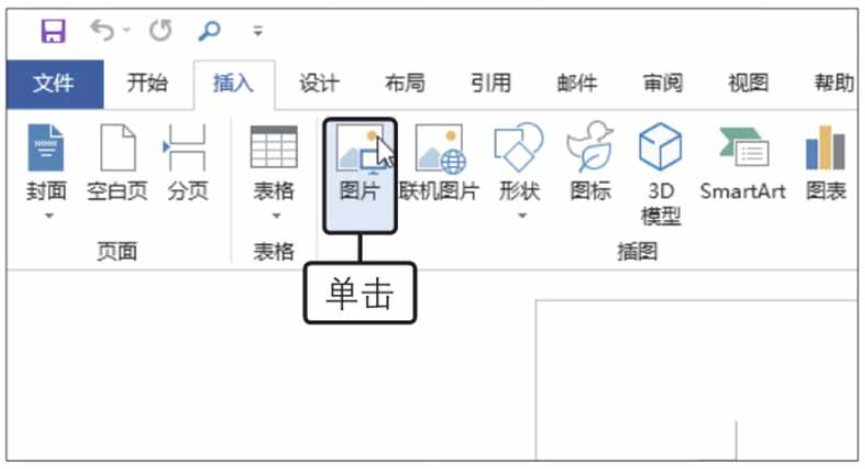 文件 开始 插入 设计 布局 引用 邮件 审阅 视图 帮助
封面 空白页 分页 表格 图片 联机图片 形状 图标 3D SmartArt 图表
模型
页面 表格 插图
单击